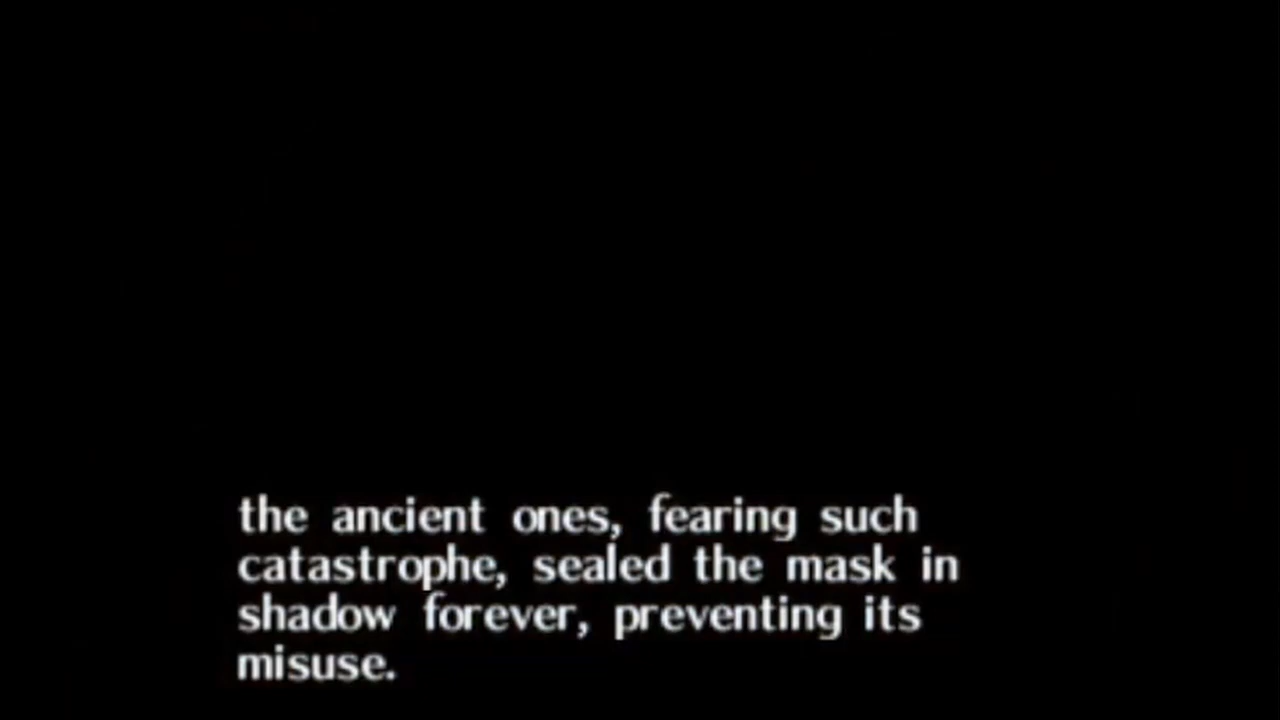 the ancient ones, fearing such
catastrophe, sealed the mask in
shadow forever, preventing its
misuse.